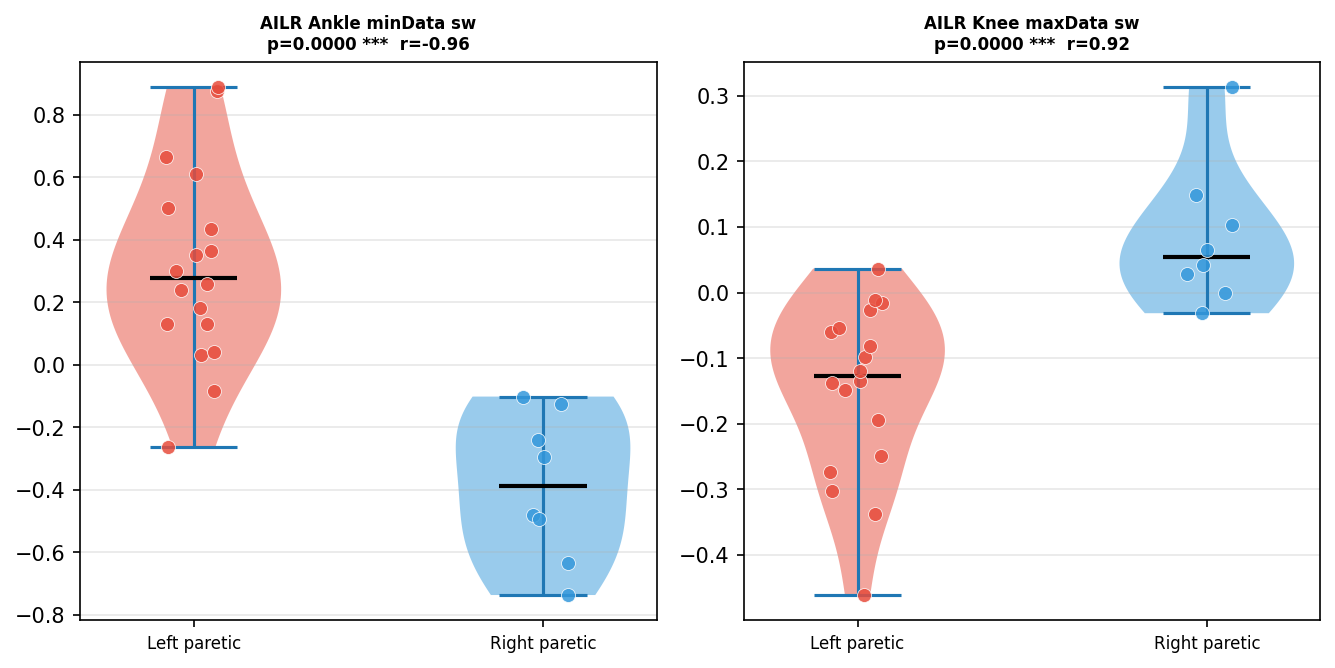 AILR Ankle minData sw
p=0.0000 ***  r=-0.96
0.8
0.6
0.4
0.2
0.0
−0.2
−0.4
−0.6
−0.8
Left paretic
Right paretic
AILR Knee maxData sw
p=0.0000 ***  r=0.92
0.3
0.2
0.1
0.0
−0.1
−0.2
−0.3
−0.4
Left paretic
Right paretic